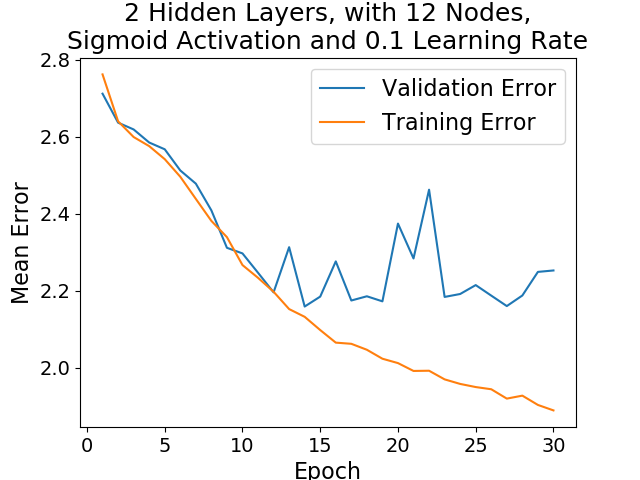 2 Hidden Layers, with 12 Nodes,
Sigmoid Activation and 0.1 Learning Rate
Validation Error
Training Error
Mean Error
2.8
2.6
2.4
2.2
2.0
0 5 10 15 20 25 30
Epoch